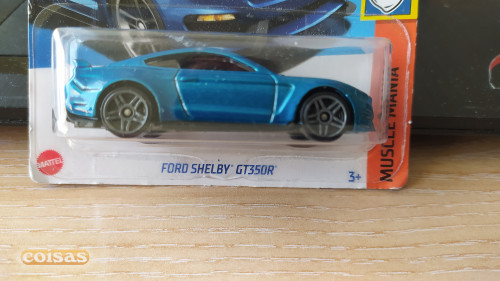 MUSCLE MANIA
MATTEL
FORD SHELBY GT350R
3+
coisas